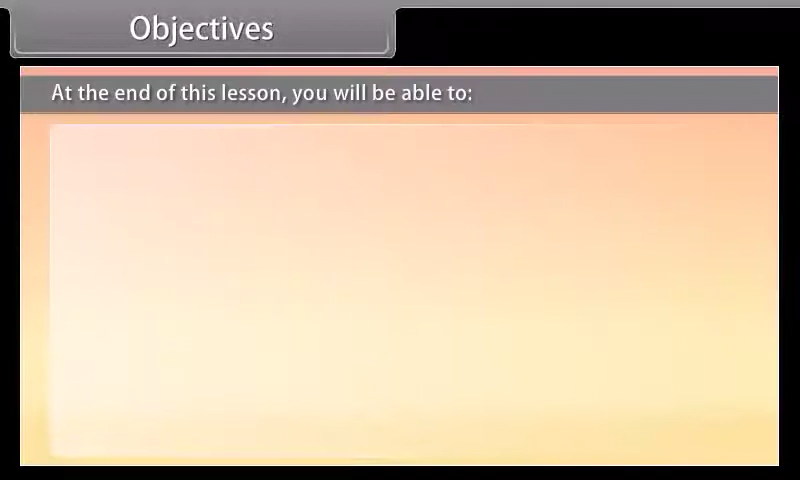 Objectives
At the end of this lesson, you will be able to: